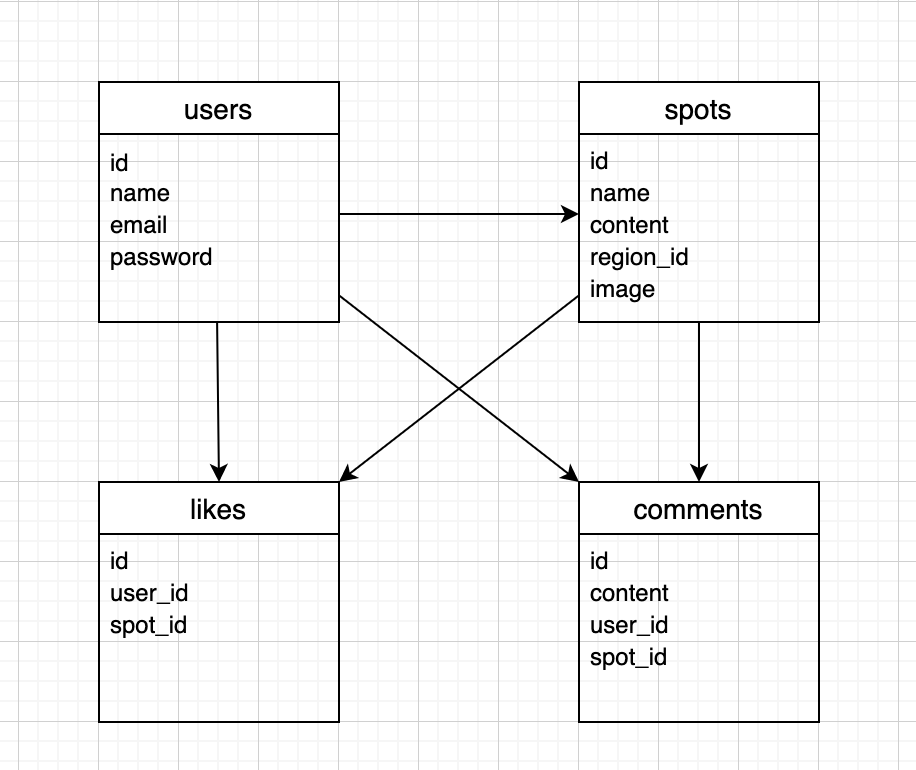 users
id
name
email
password
spots
id
name
content
region_id
image
likes
id
user_id
spot_id
comments
id
content
user_id
spot_id